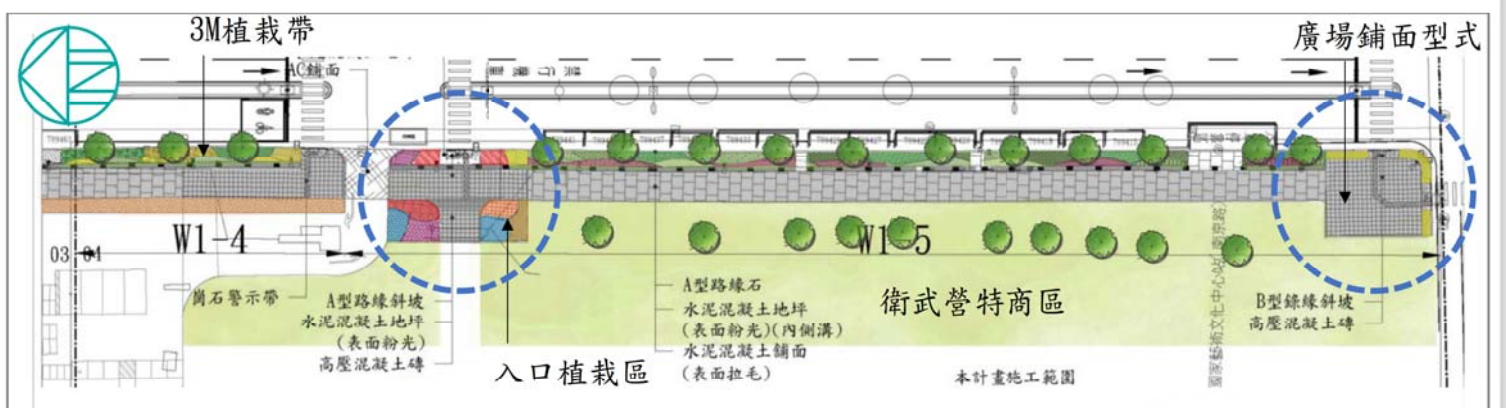 3M植栽帶
廣場鋪面型式
AC鋪面
W1-4
W1-5
03
04
崗石警示帶
A型路緣斜坡
水泥混凝土地坪
(表面粉光)
高壓混凝土磚
入口植栽區
A型路緣石
水泥混凝土地坪
(表面粉光)(內側溝)
水泥混凝土鋪面
(表面拉毛)
衛武營特商區
本計畫施工範圍
B型錄緣斜坡
高壓混凝土磚